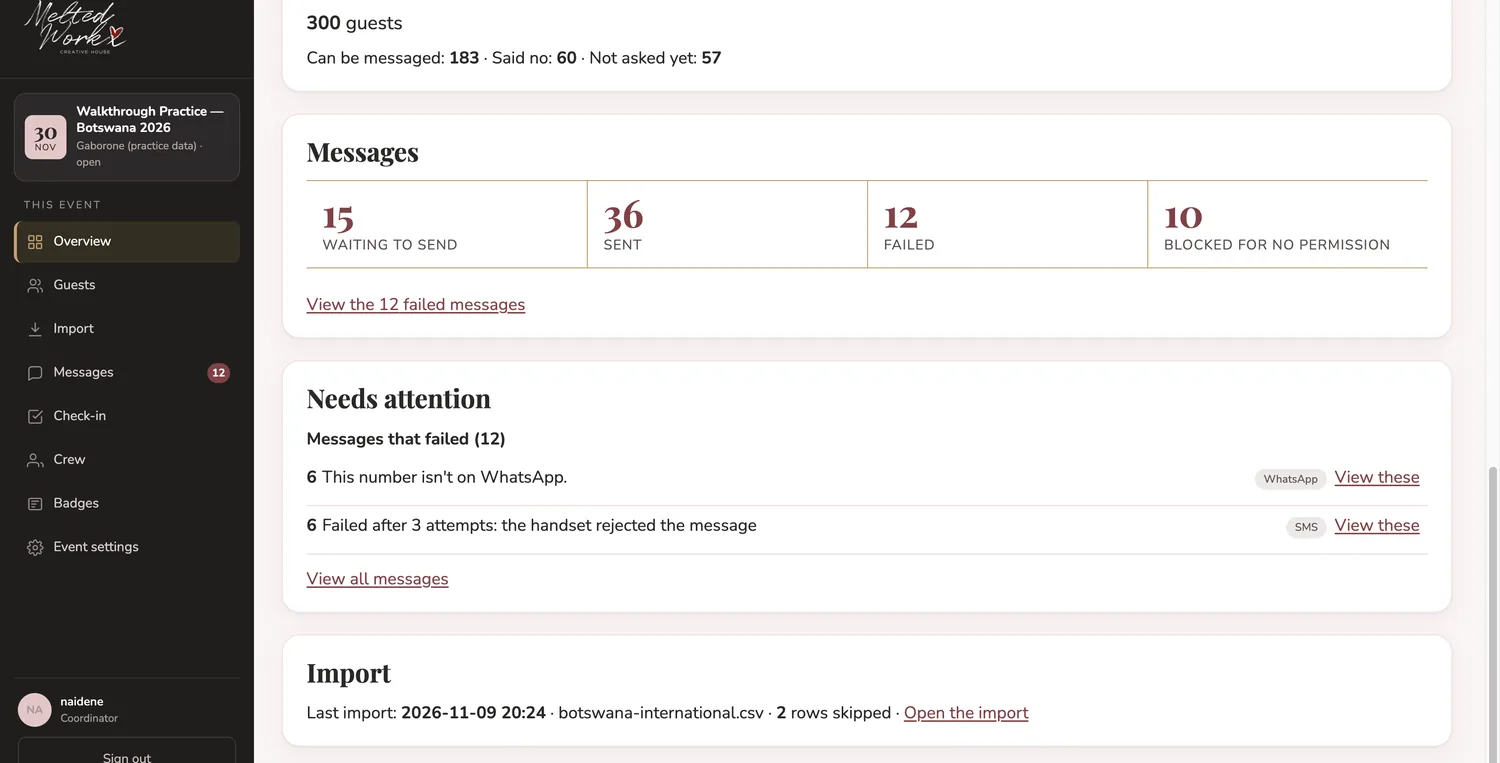 Melted
Workx
CREATIVE HOUSE
30
NOV
Walkthrough Practice —
Botswana 2026
Gaborone (practice data) ·
open
THIS EVENT
Overview
Guests
Import
Messages
12
Check-in
Crew
Badges
Event settings
NA
naidene
Coordinator
Sign out
300 guests
Can be messaged: 183 · Said no: 60 · Not asked yet: 57
Messages
15
WAITING TO SEND
36
SENT
12
FAILED
10
BLOCKED FOR NO PERMISSION
View the 12 failed messages
Needs attention
Messages that failed (12)
6 This number isn't on WhatsApp. WhatsApp View these
6 Failed after 3 attempts: the handset rejected the message SMS View these
View all messages
Import
Last import: 2026-11-09 20:24 · botswana-international.csv · 2 rows skipped · Open the import